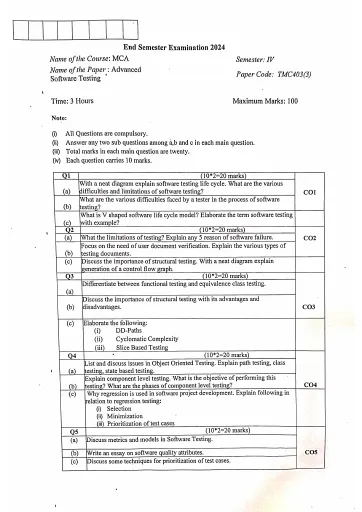 End Semester Examination 2024
Name of the Course: MCA
Semester: IV
Name of the Paper : Advanced
Software Testing
Paper Code: TMC403(3)
Time: 3 Hours
Maximum Marks: 100
Note:
(i) All Questions are compulsory.
(ii) Answer any two sub questions among a,b and c in each main question.
(iii) Total marks in each main question are twenty.
(iv) Each question carries 10 marks.
Q1 (10*2=20 marks)
With a neat diagram explain software testing life cycle. What are the various
(a) difficulties and limitations of software testing? CO1
What are the various difficulties faced by a tester in the process of software
(b) testing?
What is V shaped software life cycle model? Elaborate the term software testing
(c) with example?
Q2 (10*2=20 marks)
(a) What the limitations of testing? Explain any 5 reason of software failure. CO2
Focus on the need of user document verification. Explain the various types of
(b) testing documents.
(c) Discuss the importance of structural testing. With a neat diagram explain
generation of a control flow graph.
Q3 (10*2=20 marks)
Differentiate between functional testing and equivalence class testing.
(a)
Discuss the importance of structural testing with its advantages and
(b) disadvantages. CO3
(c) Elaborate the following:
(i) DD-Paths
(ii) Cyclomatic Complexity
(iii) Slice Based Testing
Q4 (10*2=20 marks)
List and discuss issues in Object Oriented Testing. Explain path testing, class
(a) testing, state based testing.
Explain component level testing. What is the objective of performing this
(b) testing? What are the phases of component level testing? CO4
(c) Why regression is used in software project development. Explain following in
relation to regression testing:
(i) Selection
(ii) Minimization
(iii) Prioritization of test cases
Q5 (10*2=20 marks)
(a) Discuss metrics and models in Software Testing.
(b) Write an essay on software quality attributes. CO5
(c) Discuss some techniques for prioritization of test cases.